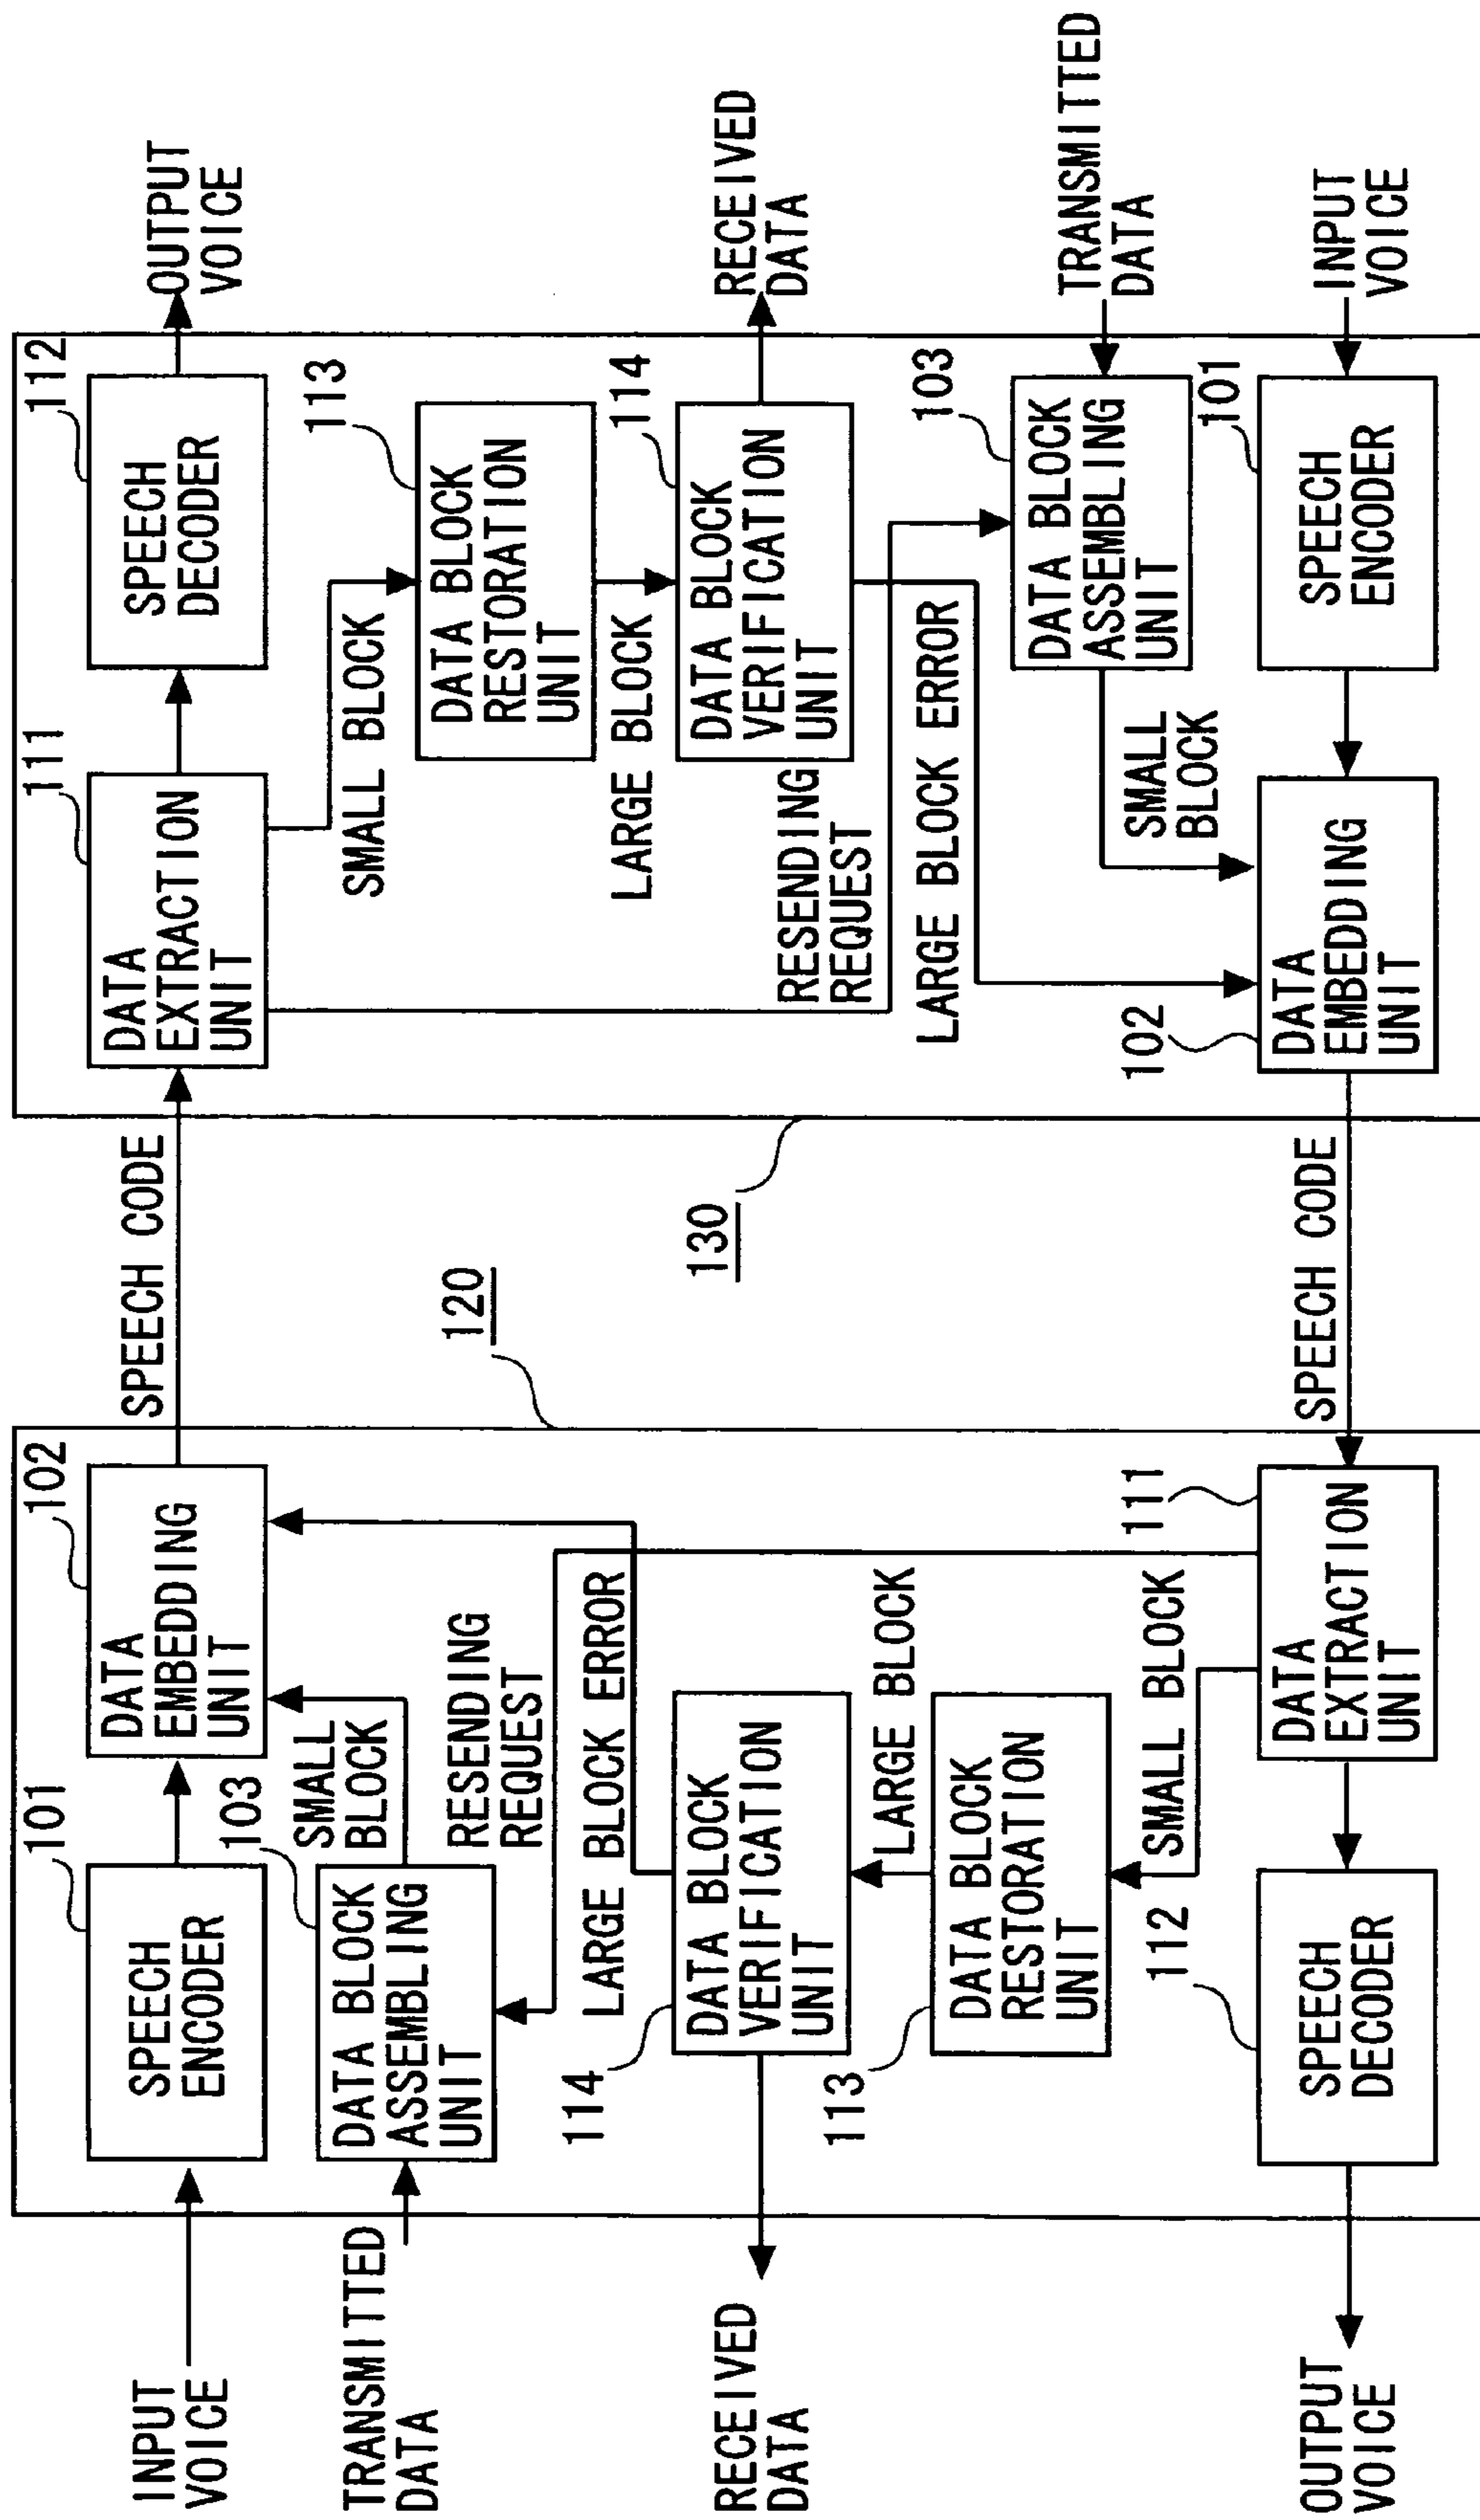 INPUT
VOICE
TRANSMITTED
DATA
RECEIVED
DATA
OUTPUT
VOICE
101
SPEECH
ENCODER
102
DATA
EMBEDDING
UNIT
103
DATA BLOCK
ASSEMBLING
UNIT
SMALL
BLOCK
RESENDING
REQUEST
LARGE BLOCK ERROR
114
DATA BLOCK
VERIFICATION
UNIT
LARGE BLOCK
113
DATA BLOCK
RESTORATION
UNIT
SMALL BLOCK
111
112
SPEECH
DECODER
DATA
EXTRACTION
UNIT
SPEECH CODE
120
130
SPEECH CODE
111
DATA
EXTRACTION
UNIT
112
SPEECH
DECODER
SMALL BLOCK
113
DATA BLOCK
RESTORATION
UNIT
LARGE BLOCK
114
DATA BLOCK
VERIFICATION
UNIT
RESENDING
REQUEST
LARGE BLOCK ERROR
103
DATA BLOCK
ASSEMBLING
UNIT
SMALL
BLOCK
102
DATA
EMBEDDING
UNIT
101
SPEECH
ENCODER
OUTPUT
VOICE
RECEIVED
DATA
TRANSMITTED
DATA
INPUT
VOICE